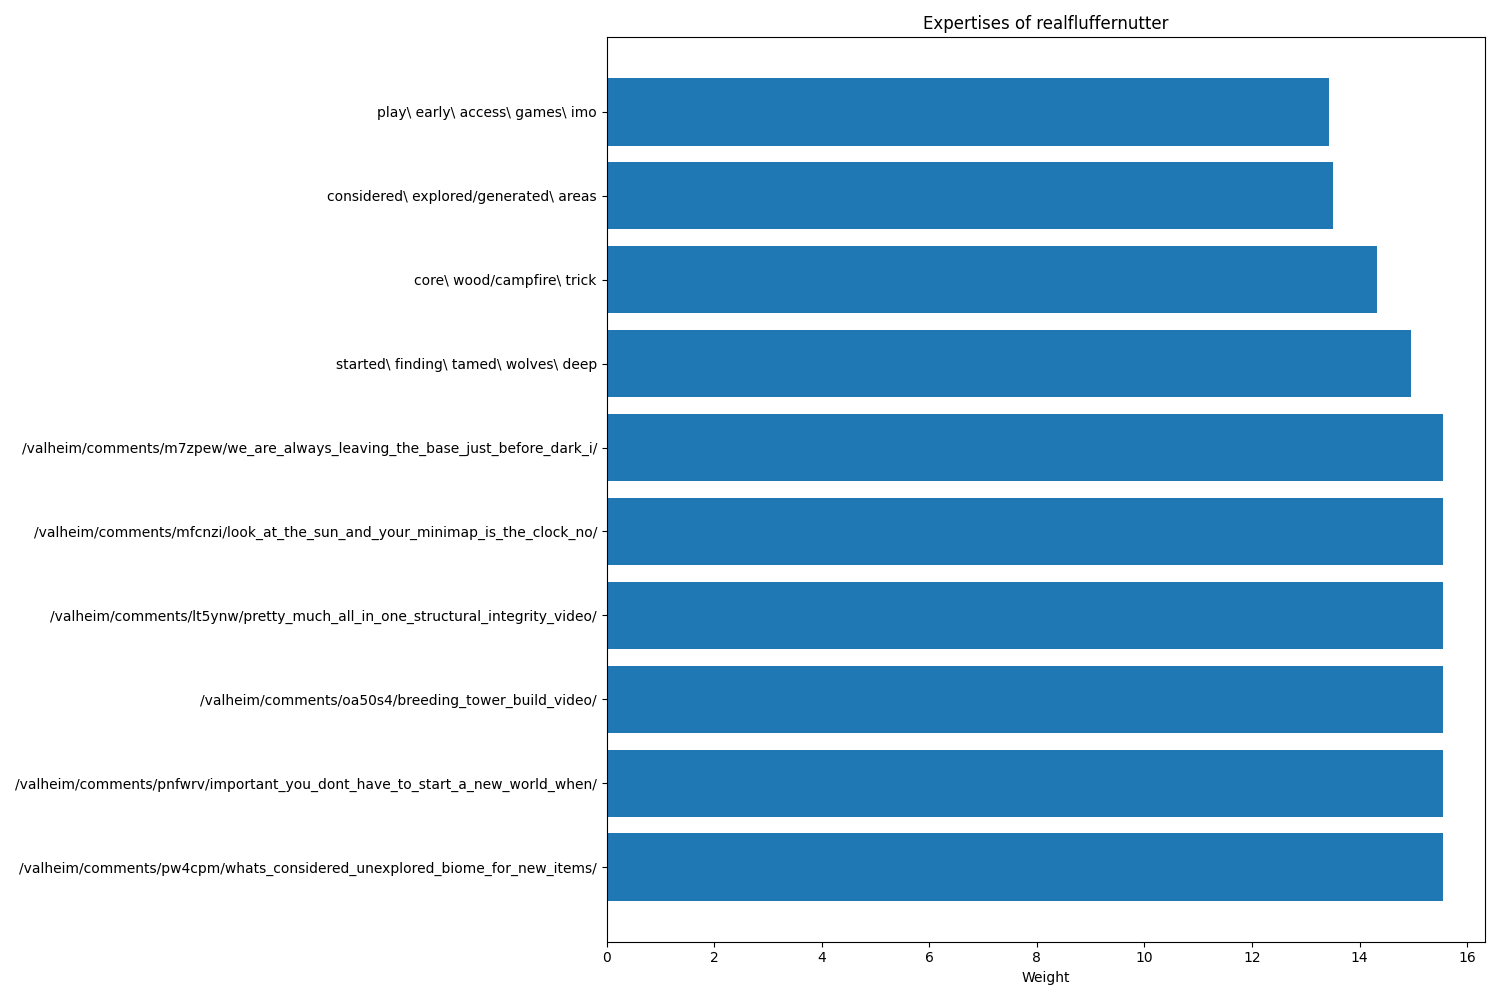 Expertises of realfluffernutter
play\ early\ access\ games\ imo
considered\ explored/generated\ areas
core\ wood/campfire\ trick
started\ finding\ tamed\ wolves\ deep
/valheim/comments/m7zpew/we_are_always_leaving_the_base_just_before_dark_i/
/valheim/comments/mfcnzi/look_at_the_sun_and_your_minimap_is_the_clock_no/
/valheim/comments/lt5ynw/pretty_much_all_in_one_structural_integrity_video/
/valheim/comments/oa50s4/breeding_tower_build_video/
/valheim/comments/pnfwrv/important_you_dont_have_to_start_a_new_world_when/
/valheim/comments/pw4cpm/whats_considered_unexplored_biome_for_new_items/
0 2 4 6 8 10 12 14 16
Weight